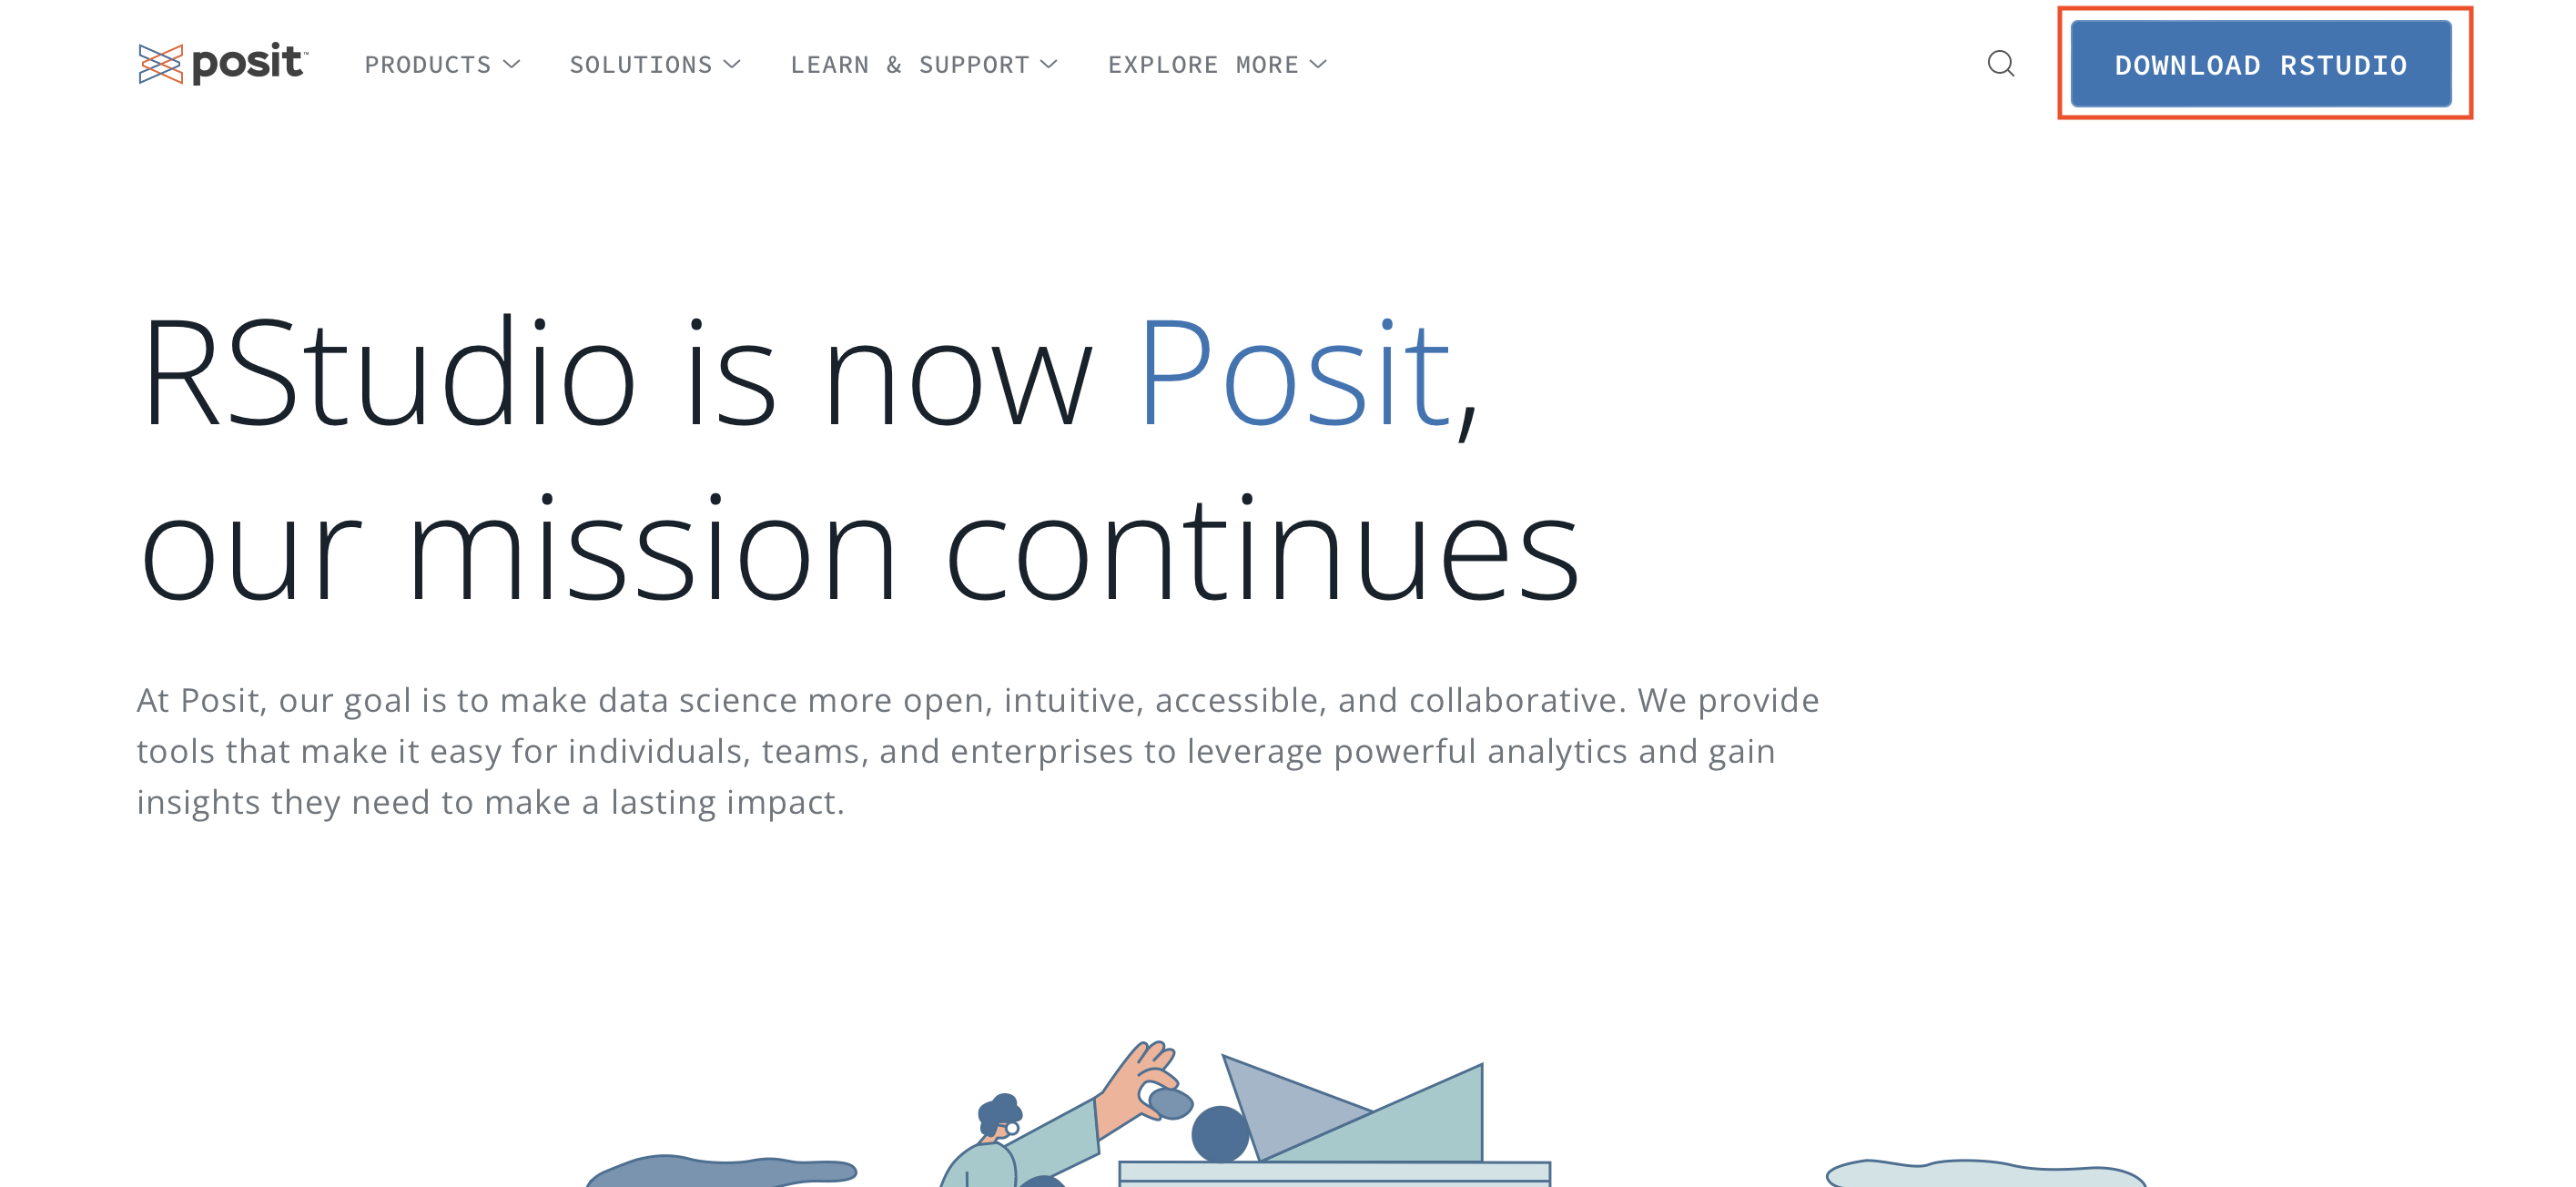 posit™
PRODUCTS
SOLUTIONS
LEARN & SUPPORT
EXPLORE MORE
DOWNLOAD RSTUDIO
RStudio is now Posit,
our mission continues
At Posit, our goal is to make data science more open, intuitive, accessible, and collaborative. We provide
tools that make it easy for individuals, teams, and enterprises to leverage powerful analytics and gain
insights they need to make a lasting impact.